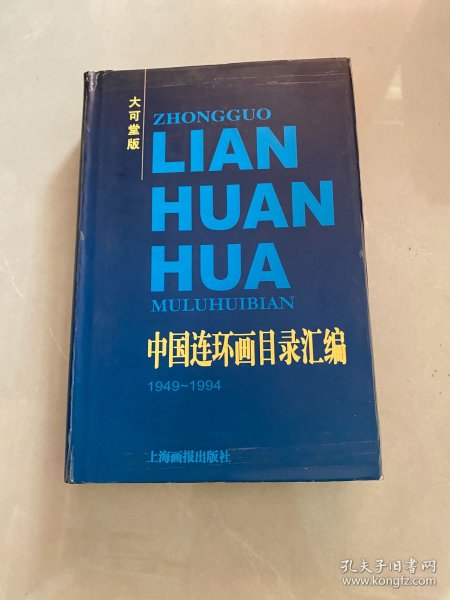 大可堂版
ZHONGGUO
LIAN
HUAN
HUA
MULUHUIBIAN
中国连环画目录汇编
1949~1994
上海画报出版社
孔夫子旧书网
www.kongfz.com